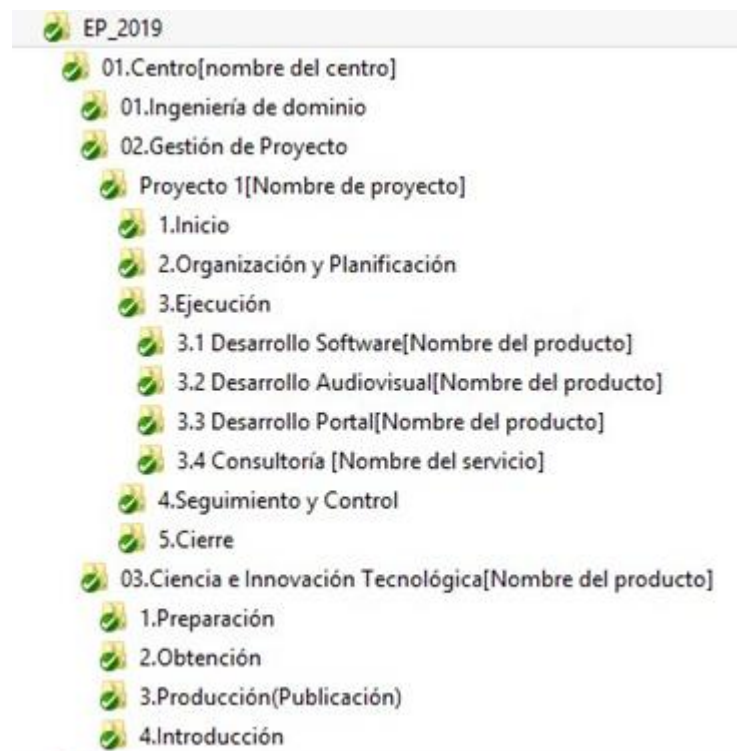 EP_2019
01.Centro[nombre del centro]
01.Ingeniería de dominio
02.Gestión de Proyecto
Proyecto 1[Nombre de proyecto]
1.Inicio
2.Organización y Planificación
3.Ejecución
3.1 Desarrollo Software[Nombre del producto]
3.2 Desarrollo Audiovisual[Nombre del producto]
3.3 Desarrollo Portal[Nombre del producto]
3.4 Consultoría [Nombre del servicio]
4.Seguimiento y Control
5.Cierre
03.Ciencia e Innovación Tecnológica[Nombre del producto]
1.Preparación
2.Obtención
3.Producción(Publicación)
4.Introducción